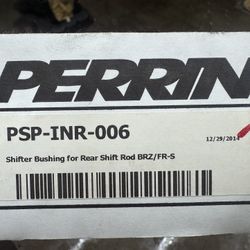 PERRIN
PSP-INR-006
12/29/2014
Shifter Bushing for Rear Shift Rod BRZ/FR-S